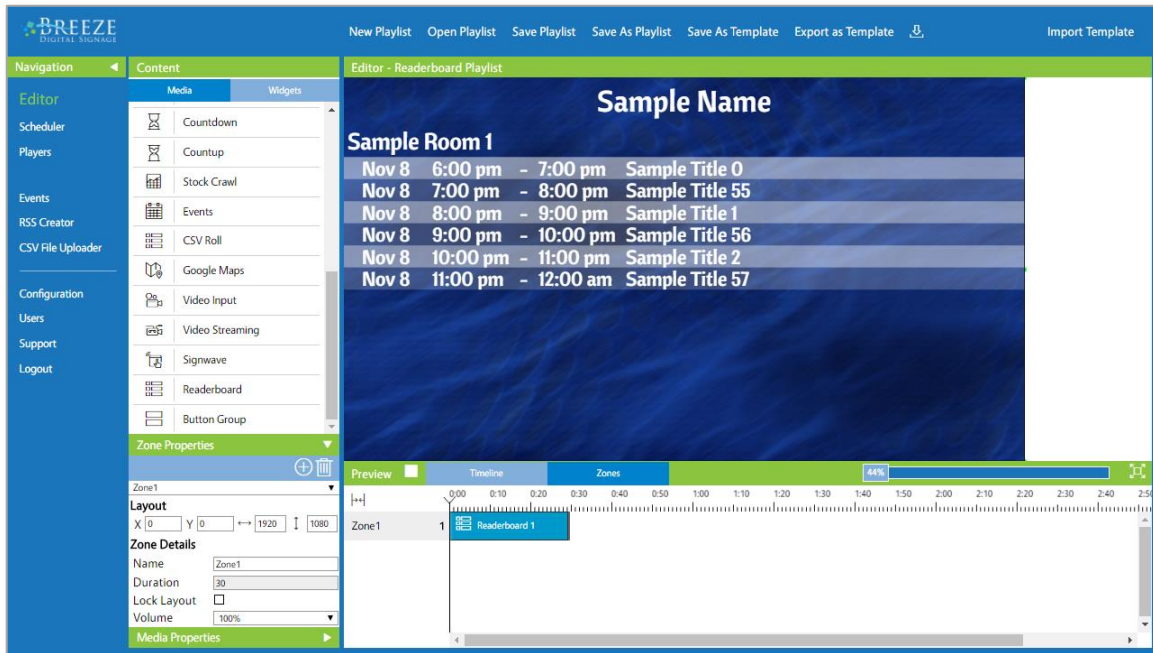 BREEZE
DIGITAL SIGNAGE
New Playlist Open Playlist Save Playlist Save As Playlist Save As Template Export as Template Import Template
Navigation
Editor
Scheduler
Players
Events
RSS Creator
CSV File Uploader
Configuration
Users
Support
Logout
Content
Media Widgets
Countdown
Countup
Stock Crawl
Events
CSV Roll
Google Maps
Video Input
Video Streaming
Signwave
Readerboard
Button Group
Zone Properties
Zone1
Layout
X 0 Y 0 1920 1080
Zone Details
Name Zone1
Duration 30
Lock Layout
Volume 100%
Media Properties
Editor - Readerboard Playlist
Sample Name
Sample Room 1
Nov 8 6:00 pm - 7:00 pm Sample Title 0
Nov 8 7:00 pm - 8:00 pm Sample Title 55
Nov 8 8:00 pm - 9:00 pm Sample Title 1
Nov 8 9:00 pm - 10:00 pm Sample Title 56
Nov 8 10:00 pm - 11:00 pm Sample Title 2
Nov 8 11:00 pm - 12:00 am Sample Title 57
Preview Timeline Zones 44%
0:00 0:10 0:20 0:30 0:40 0:50 1:00 1:10 1:20 1:30 1:40 1:50 2:00 2:10 2:20 2:30 2:40 2:50
Zone1 1 Readerboard 1